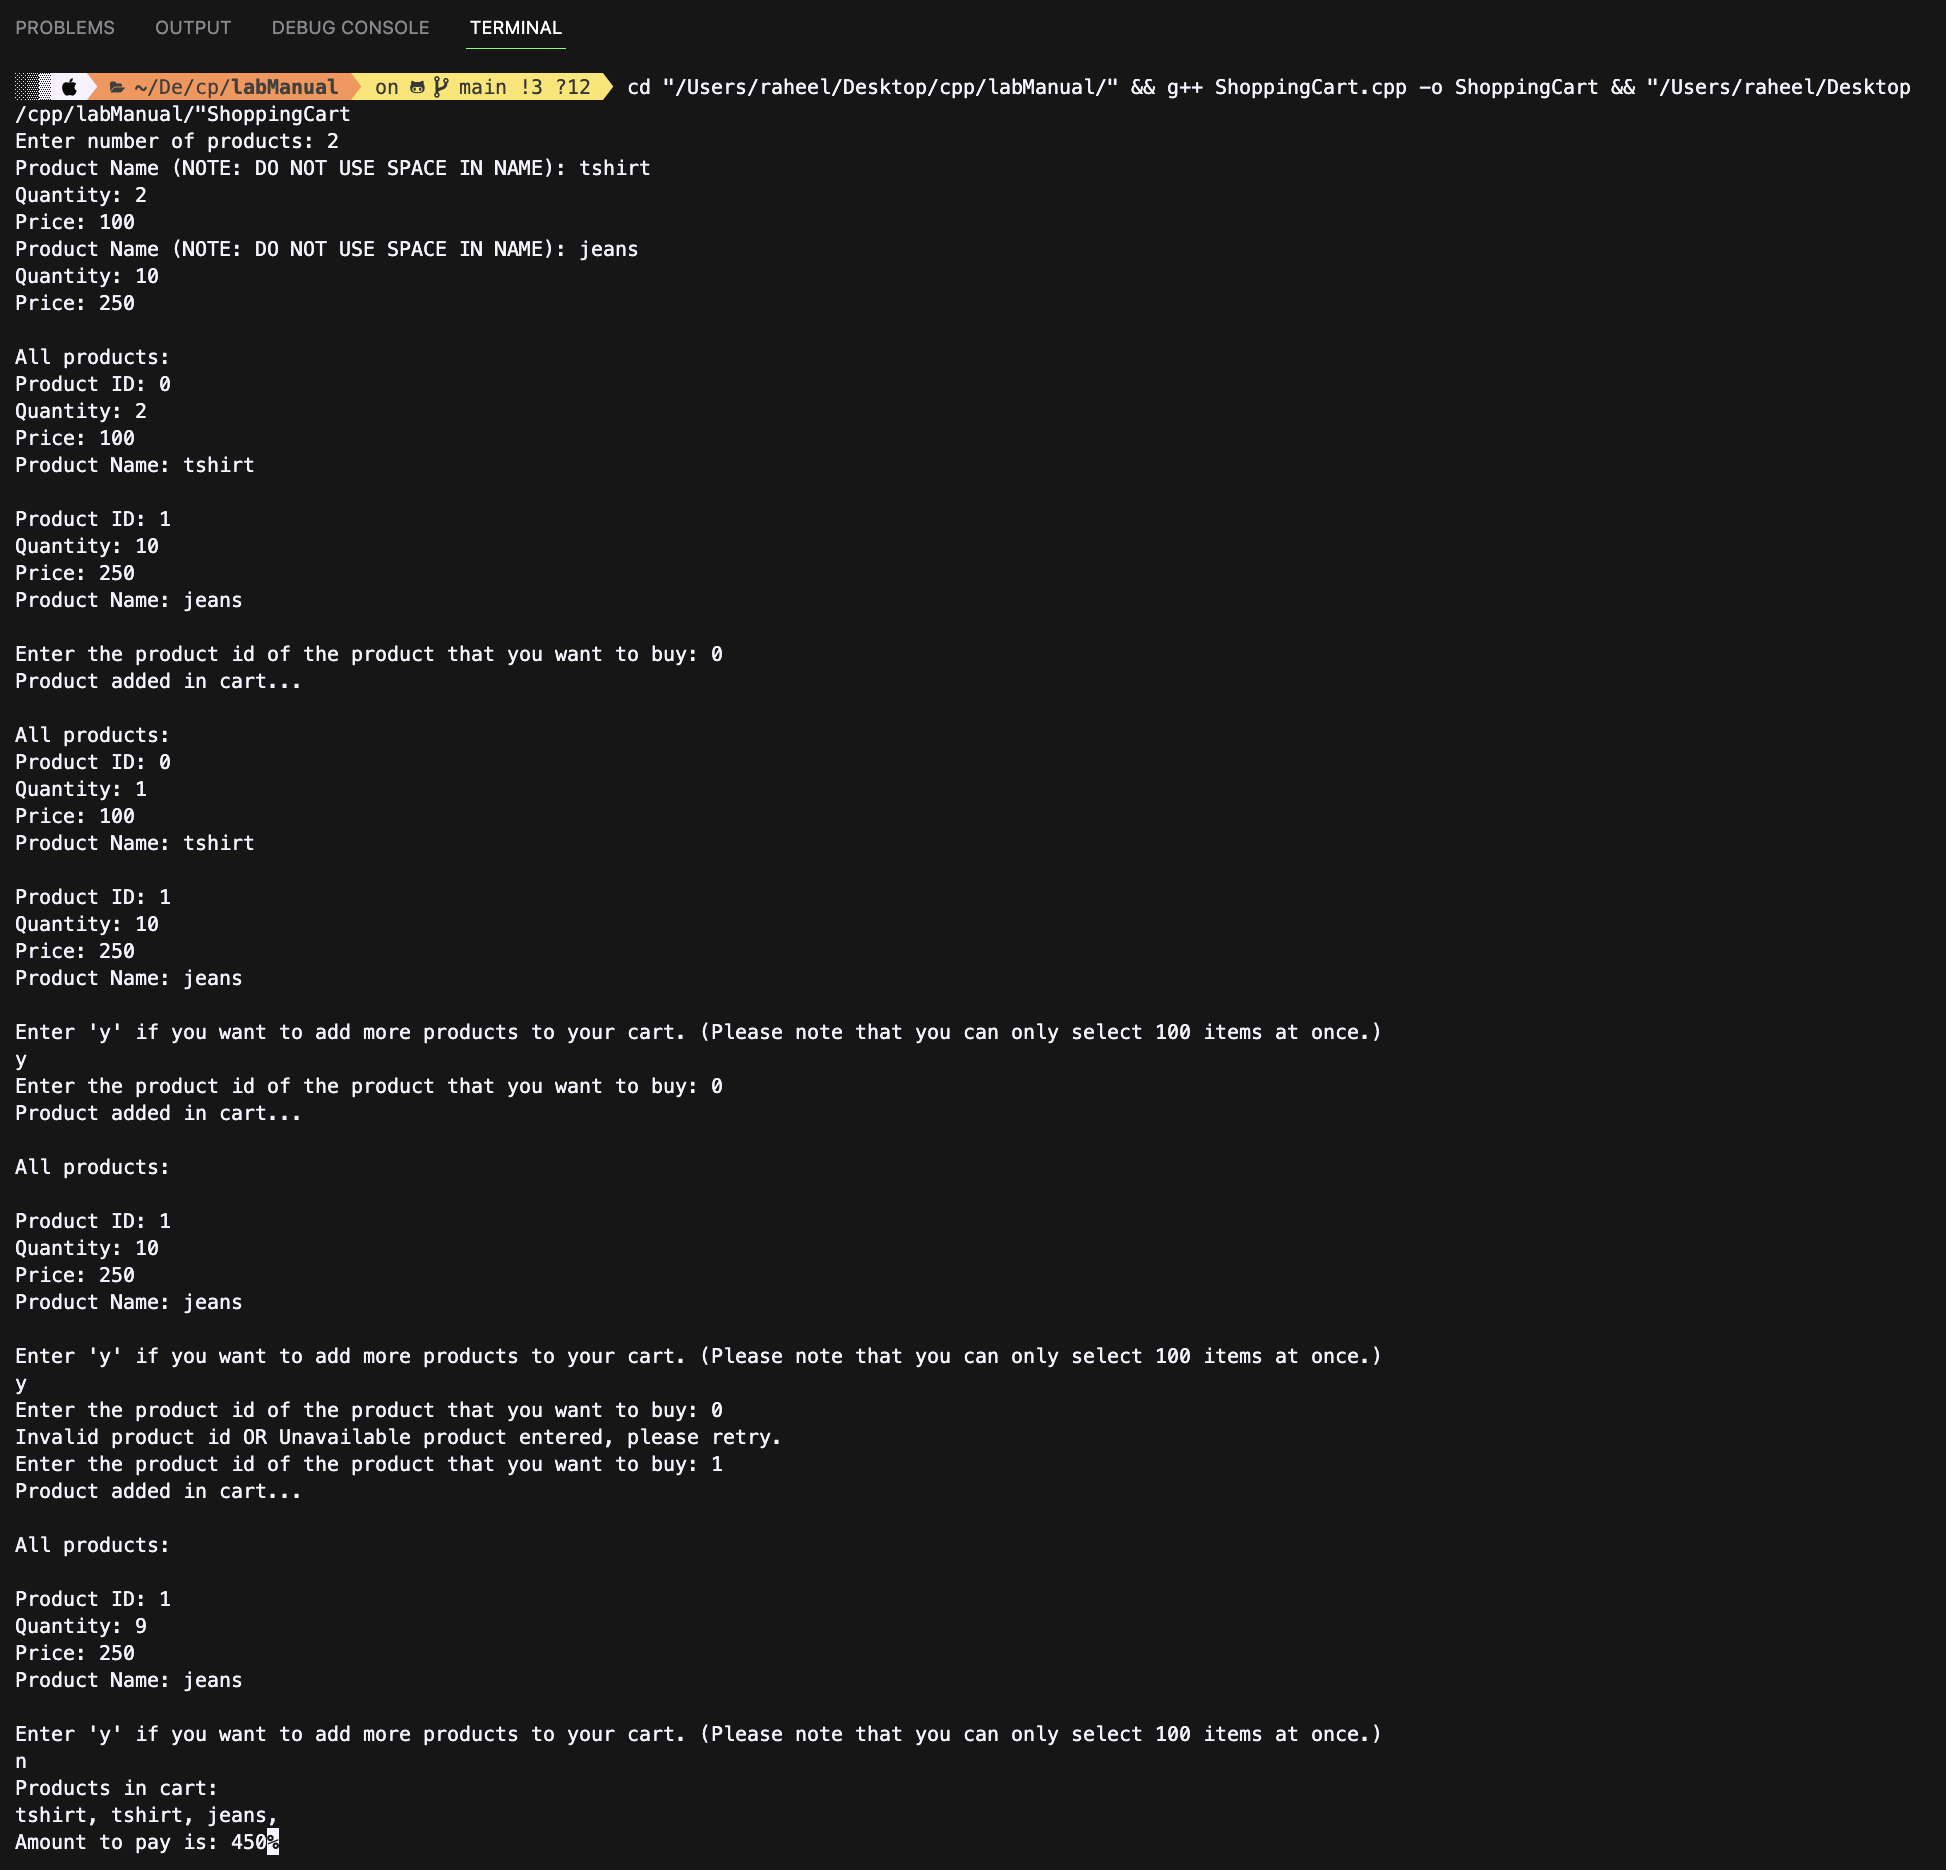 PROBLEMS OUTPUT DEBUG CONSOLE TERMINAL
~/De/cp/labManual on main !3 ?12 cd "/Users/raheel/Desktop/cpp/labManual/" && g++ ShoppingCart.cpp -o ShoppingCart && "/Users/raheel/Desktop
/cpp/labManual/"ShoppingCart
Enter number of products: 2
Product Name (NOTE: DO NOT USE SPACE IN NAME): tshirt
Quantity: 2
Price: 100
Product Name (NOTE: DO NOT USE SPACE IN NAME): jeans
Quantity: 10
Price: 250
All products:
Product ID: 0
Quantity: 2
Price: 100
Product Name: tshirt
Product ID: 1
Quantity: 10
Price: 250
Product Name: jeans
Enter the product id of the product that you want to buy: 0
Product added in cart...
All products:
Product ID: 0
Quantity: 1
Price: 100
Product Name: tshirt
Product ID: 1
Quantity: 10
Price: 250
Product Name: jeans
Enter 'y' if you want to add more products to your cart. (Please note that you can only select 100 items at once.)
y
Enter the product id of the product that you want to buy: 0
Product added in cart...
All products:
Product ID: 1
Quantity: 10
Price: 250
Product Name: jeans
Enter 'y' if you want to add more products to your cart. (Please note that you can only select 100 items at once.)
y
Enter the product id of the product that you want to buy: 0
Invalid product id OR Unavailable product entered, please retry.
Enter the product id of the product that you want to buy: 1
Product added in cart...
All products:
Product ID: 1
Quantity: 9
Price: 250
Product Name: jeans
Enter 'y' if you want to add more products to your cart. (Please note that you can only select 100 items at once.)
n
Products in cart:
tshirt, tshirt, jeans,
Amount to pay is: 450%